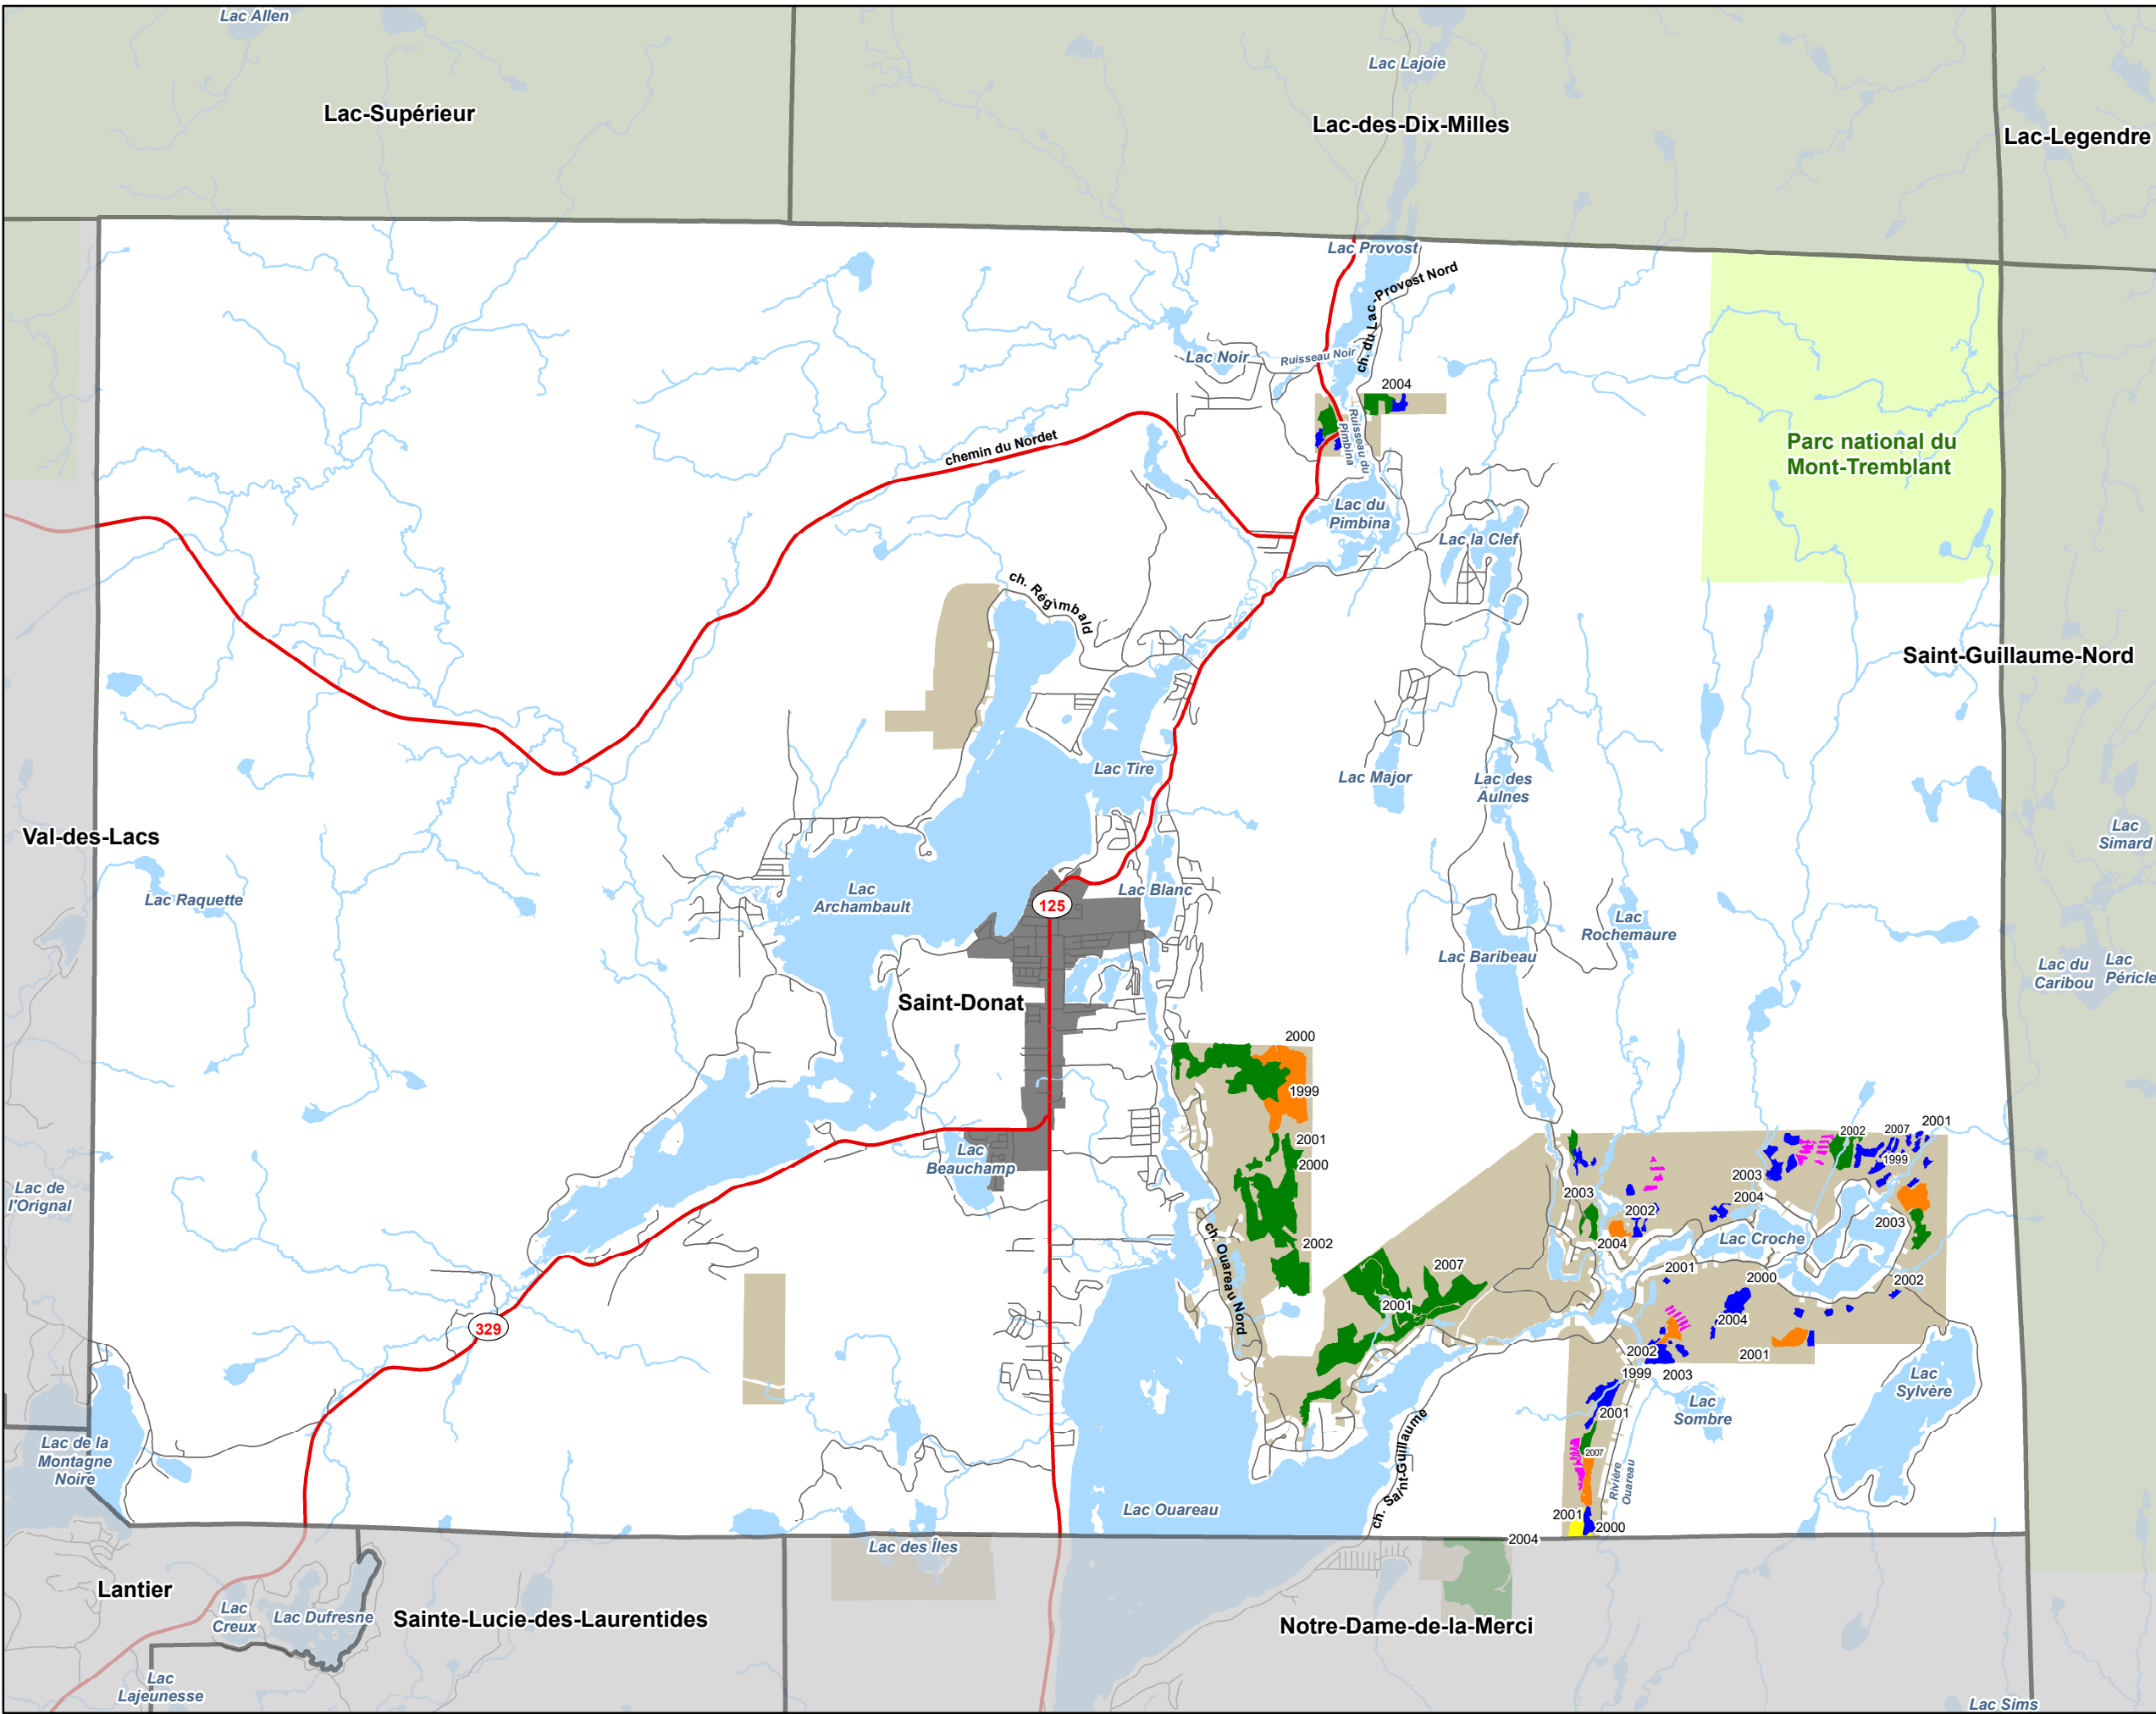 Lac Allen
Lac Lajoie
Lac-Supérieur
Lac-des-Dix-Milles
Lac-Legendre
Lac Provost
ch. du Lac-Provost Nord
Lac Noir
Ruisseau Noir
2004
Ruisseau du
Pimbina
chemin du Nordet
Parc national du
Mont-Tremblant
Lac du
Pimbina
Lac la Clef
ch. Régimbald
Saint-Guillaume-Nord
Lac Tire
Lac Major
Lac des
Aulnes
Val-des-Lacs
Lac
Simard
Lac Raquette
Lac
Archambault
Lac Blanc
125
Lac
Rochemaure
Lac Baribeau
Lac du
Caribou
Lac
Péricle
Saint-Donat
2000
1999
2001
2000
2002
2007
2001
1999
Lac
Beauchamp
2003
2003
2004
2002
2003
2004
Lac de
l'Orignal
2002
ch. Ouareau Nord
Lac Croche
2007
2001
2000
2002
2001
2004
329
2002
2001
1999
2003
Lac
Sylvère
Lac
Sombre
2001
ch. Saint-Guillaume
Lac de la
Montagne
Noire
2007
Rivière
Ouareau
Lac Ouareau
2001
2000
2004
Lac des Îles
Lantier
Lac
Creux
Lac Dufresne
Sainte-Lucie-des-Laurentides
Notre-Dame-de-la-Merci
Lac
Lajeunesse
Lac Sims